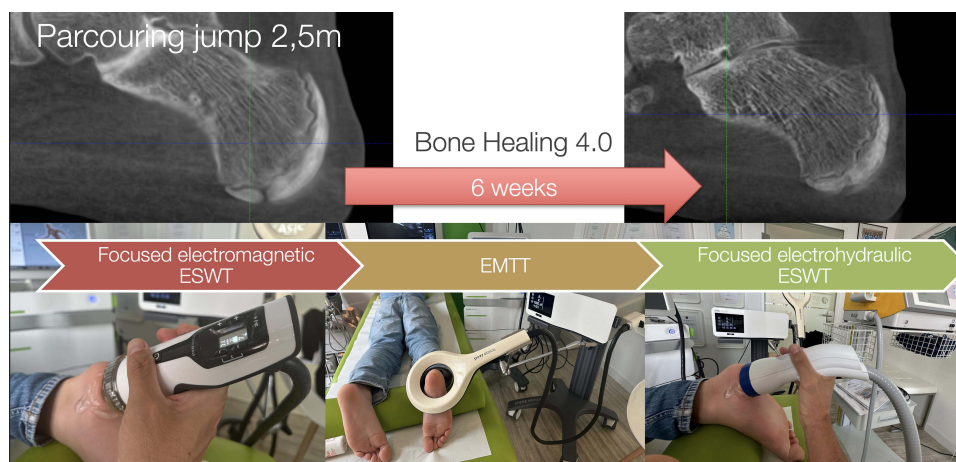 Parcouring jump 2,5m
Bone Healing 4.0
6 weeks
Focused electromagnetic
ESWT
EMTT
Focused electrohydraulic
ESWT